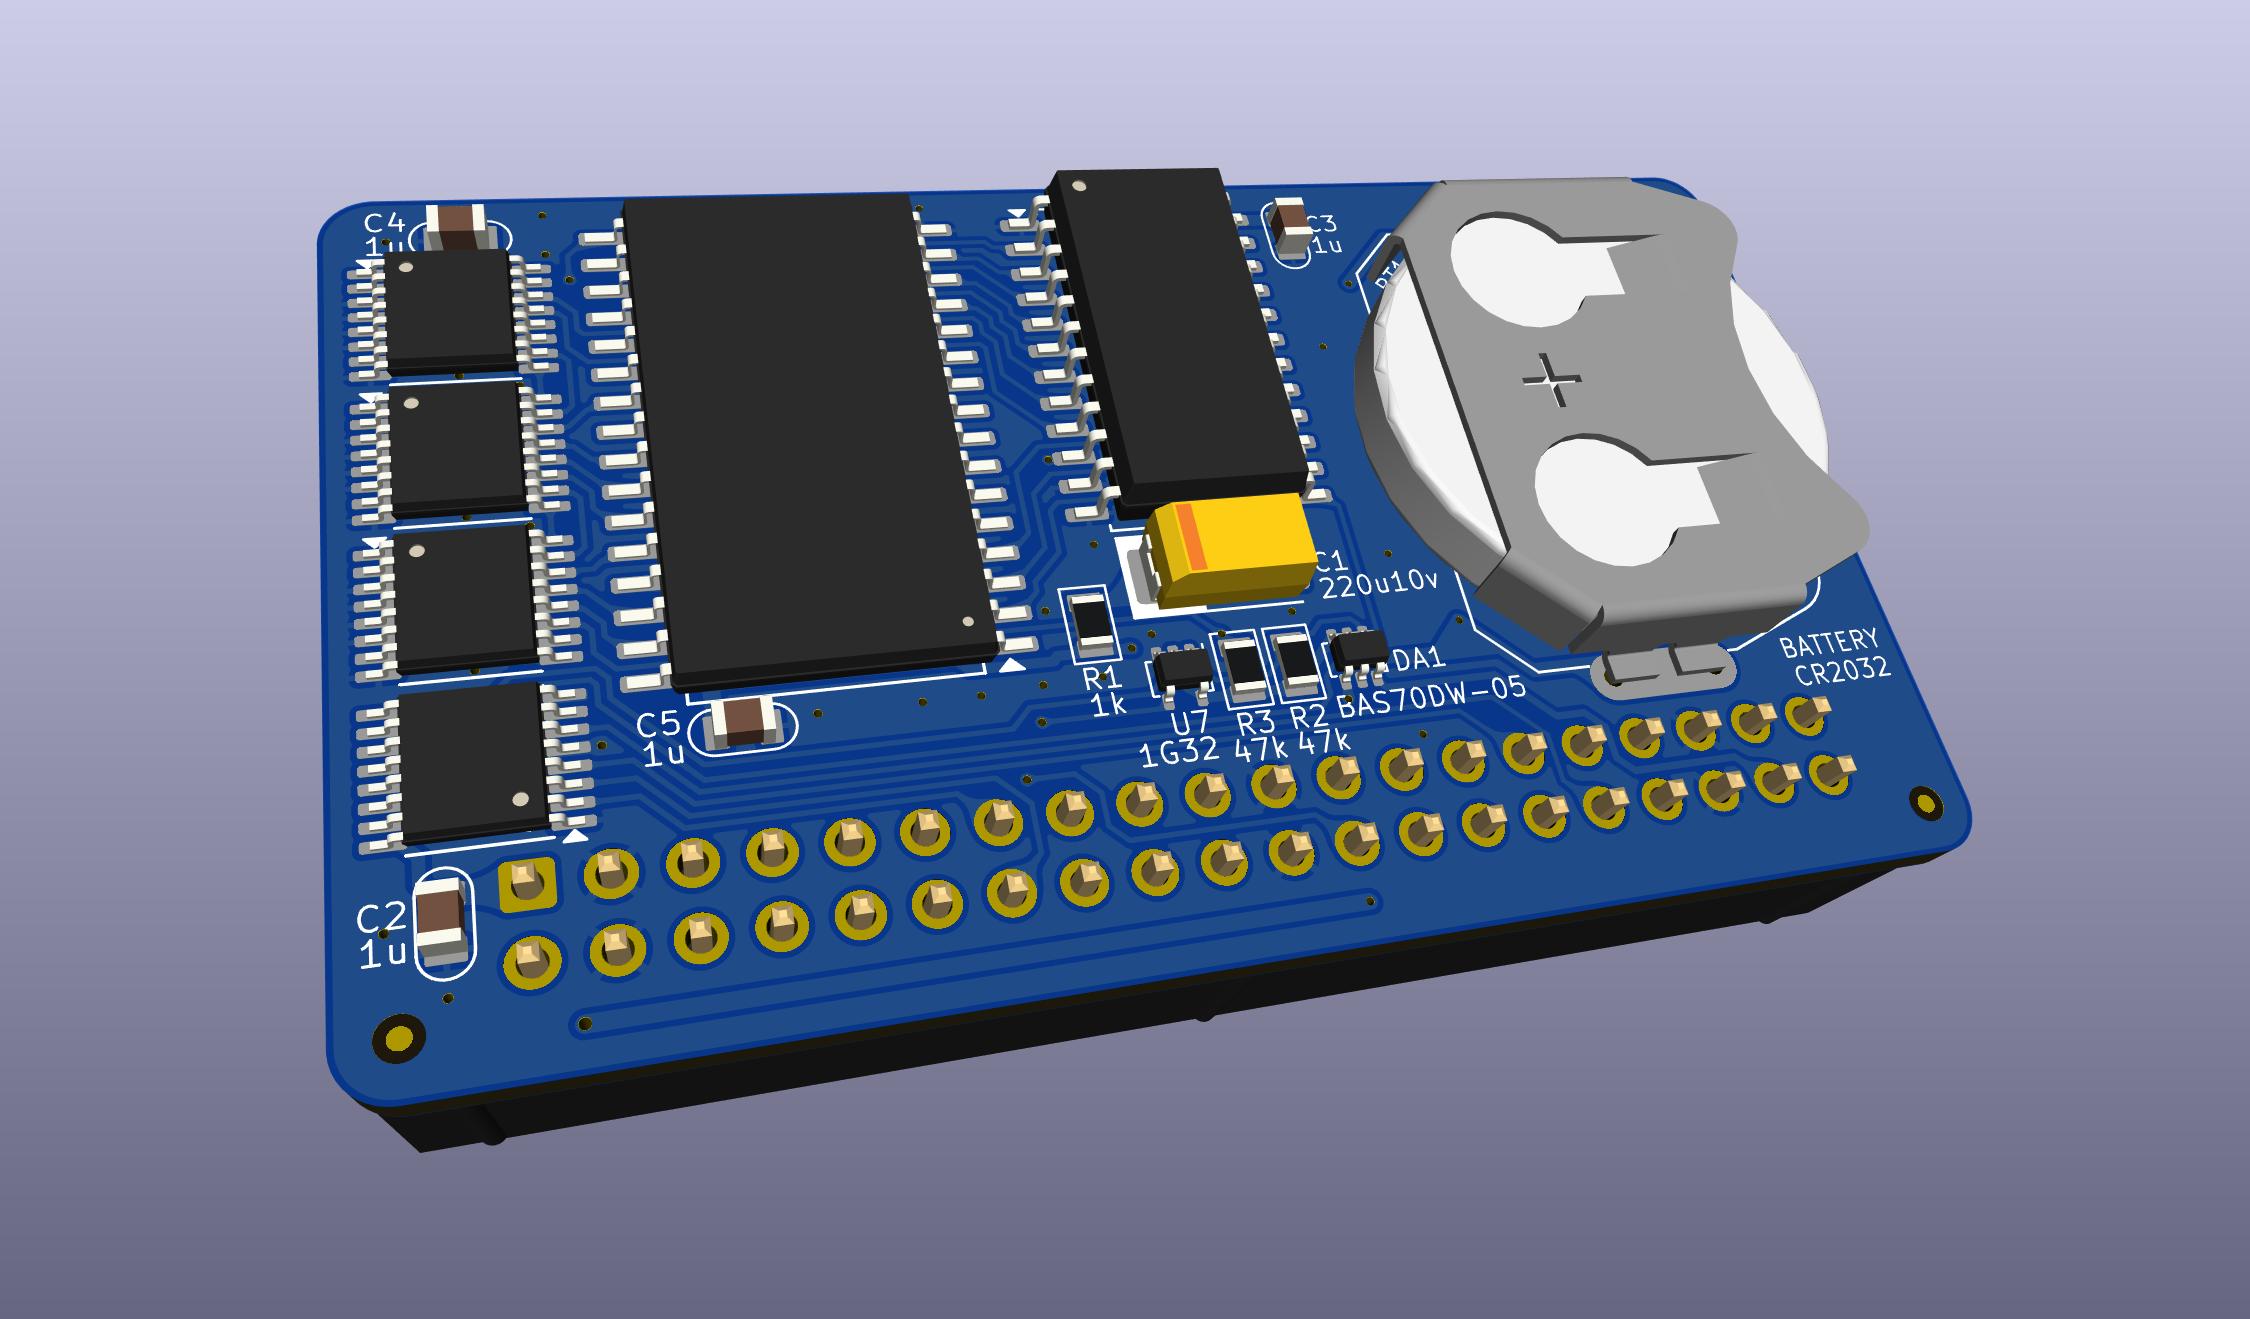 C4
1u
C3
1u
C1
220u10v
R1
1k
DA1
BAS70DW-05
BATTERY
CR2032
C5
1u
U7
1G32
R3
47k
R2
47k
C2
1u